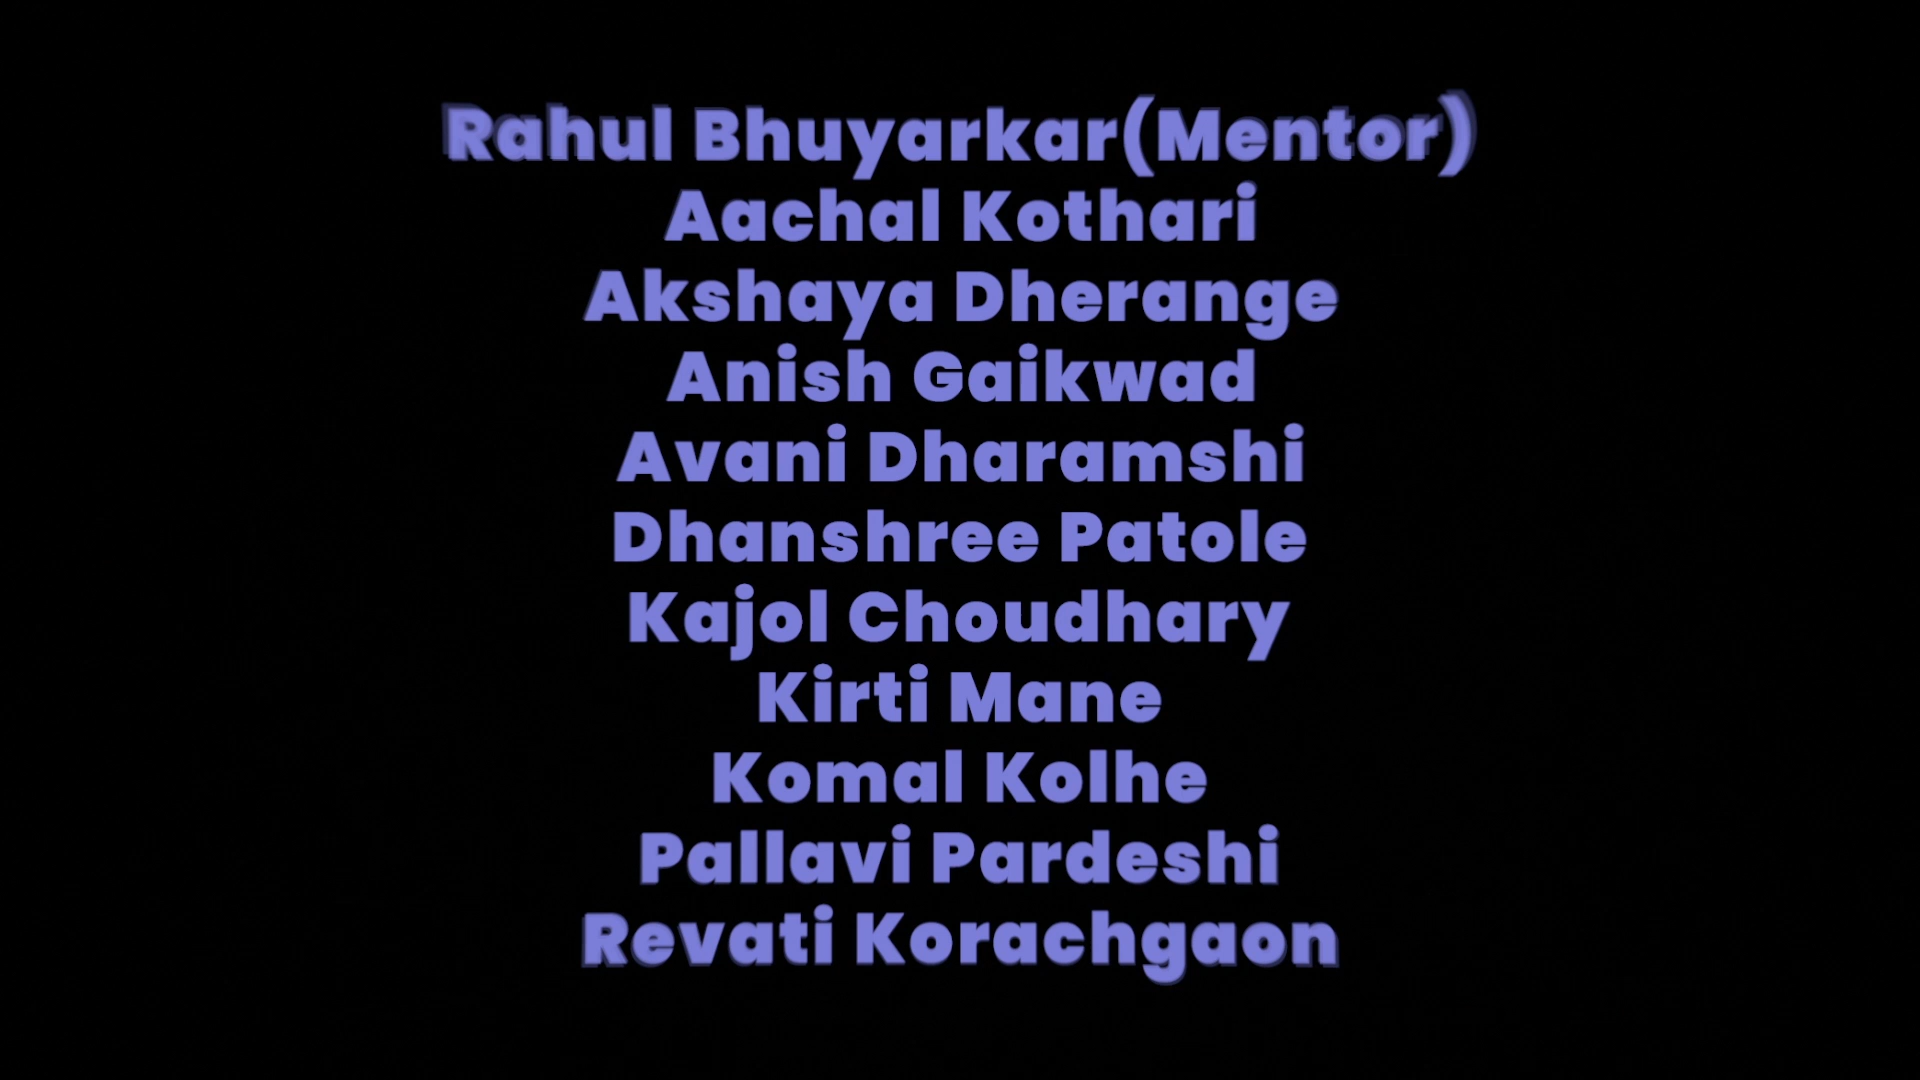 Rahul Bhuyarkar(Mentor)
Aachal Kothari
Akshaya Dherange
Anish Gaikwad
Avani Dharamshi
Dhanshree Patole
Kajol Choudhary
Kirti Mane
Komal Kolhe
Pallavi Pardeshi
Revati Korachgaon